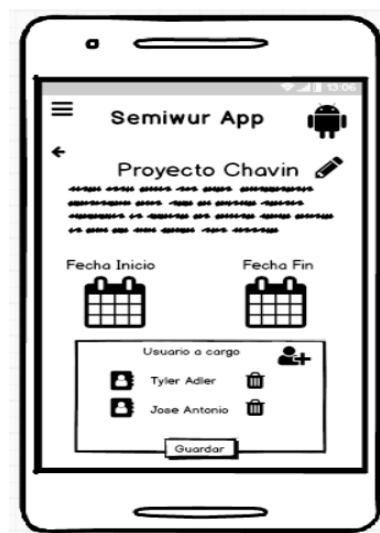 13:06
Semiwur App
Proyecto Chavin
Fecha Inicio Fecha Fin
Usuario a cargo
Tyler Adler
Jose Antonio
Guardar